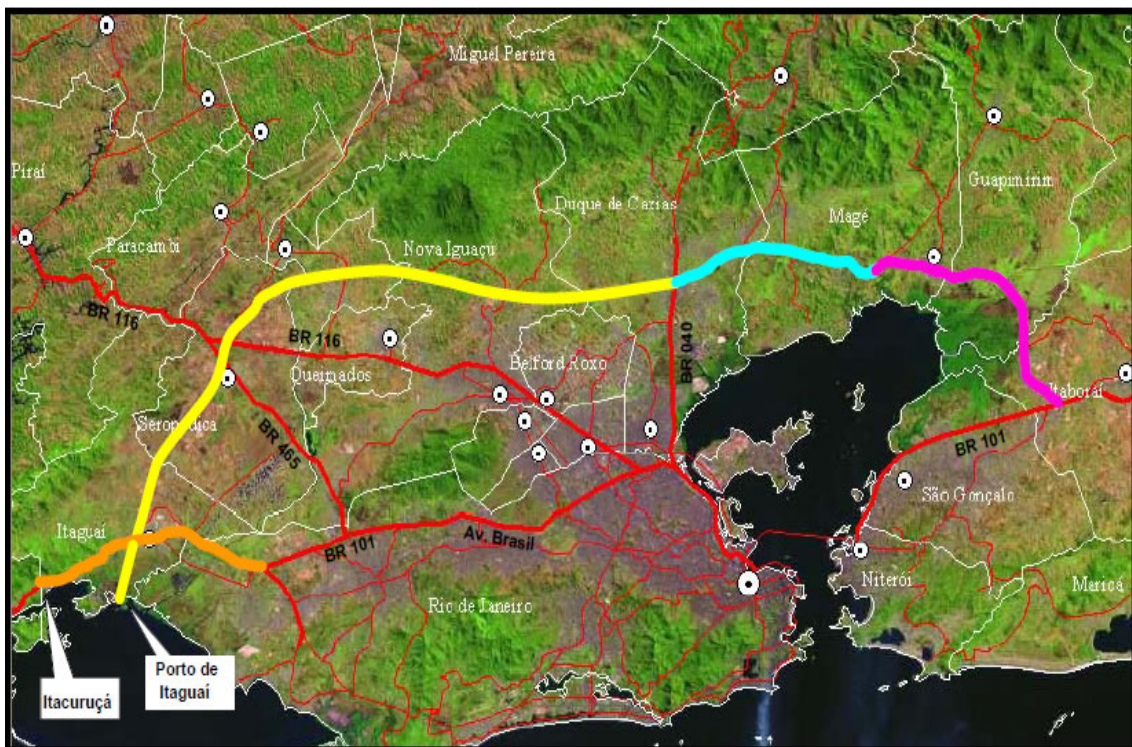 Miguel Pereira
Piraí
Guapimirim
Duque de Caxias
Magé
Paracambi
Nova Iguaçu
BR 116
BR 116
BR 040
Belford Roxo
Queimados
Itaboraí
Seropédica
BR 465
BR 101
São Gonçalo
Itaguaí
Av. Brasil
BR 101
Niterói
Maricá
Rio de Janeiro
Porto de
Itaguaí
Itacuruçá